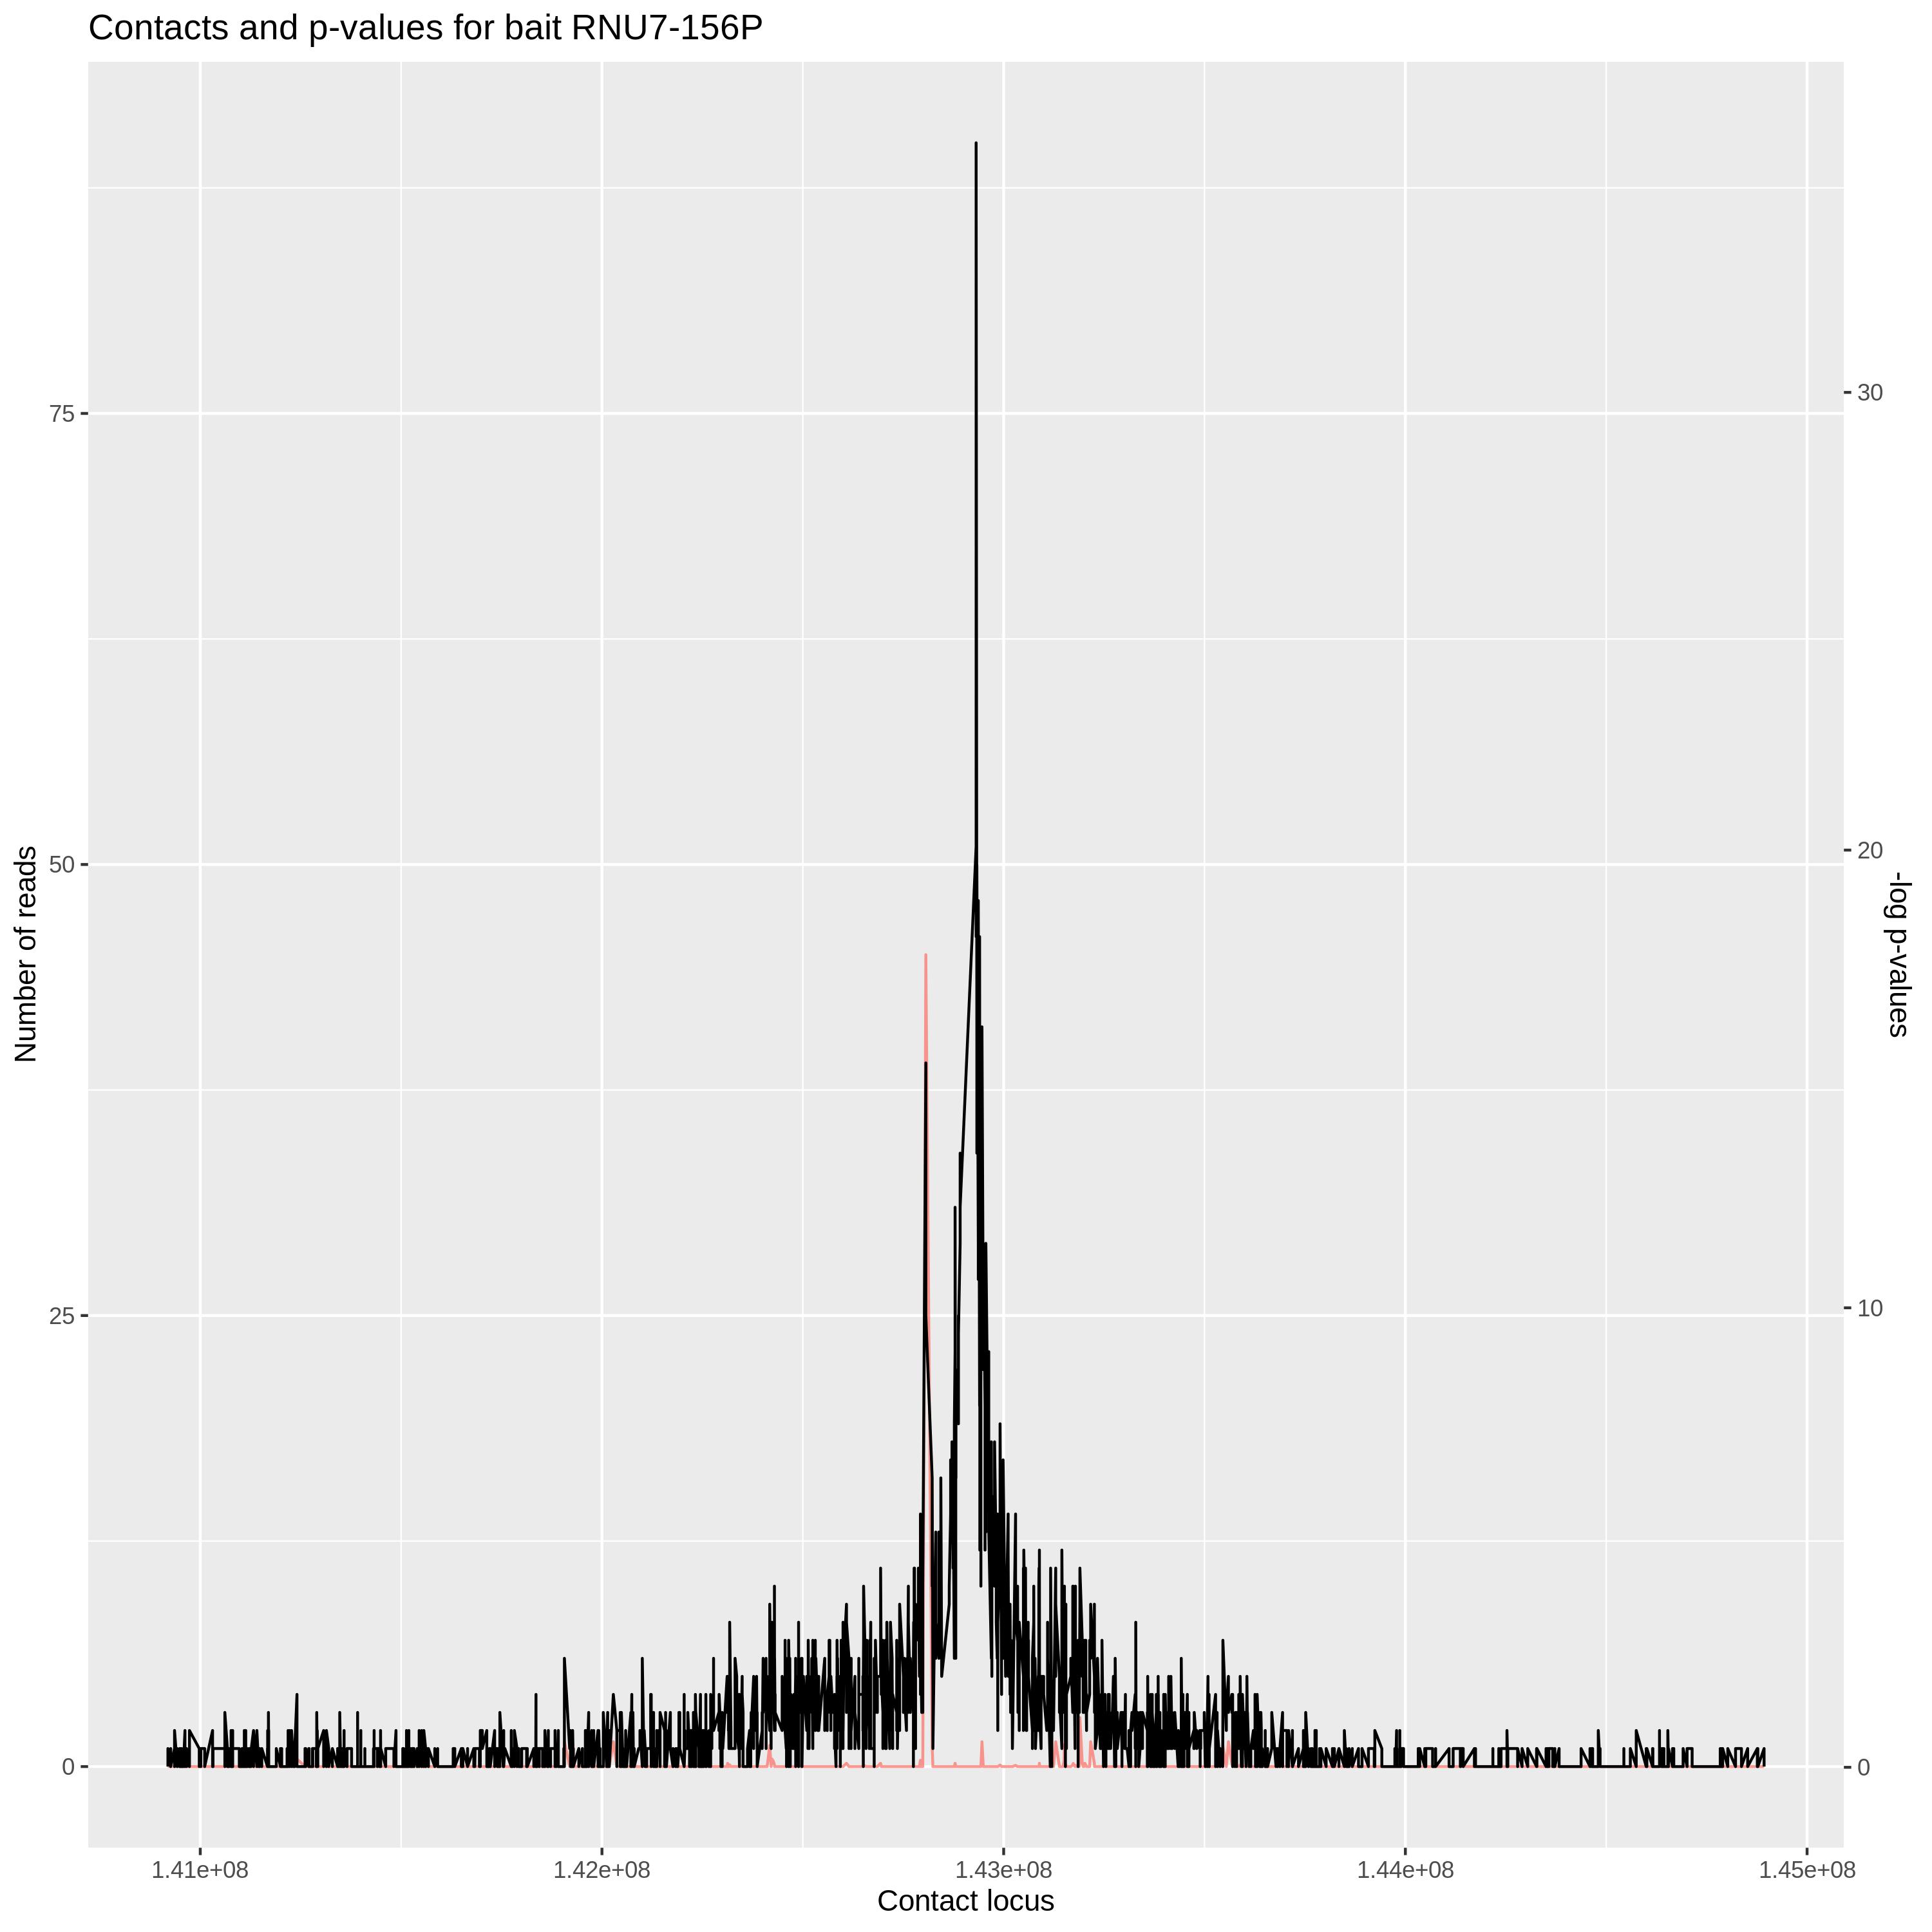 Contacts and p-values for bait RNU7-156P
Number of reads
75
50
25
0
30
20
10
0
-log p-values
1.41e+08 1.42e+08 1.43e+08 1.44e+08 1.45e+08
Contact locus